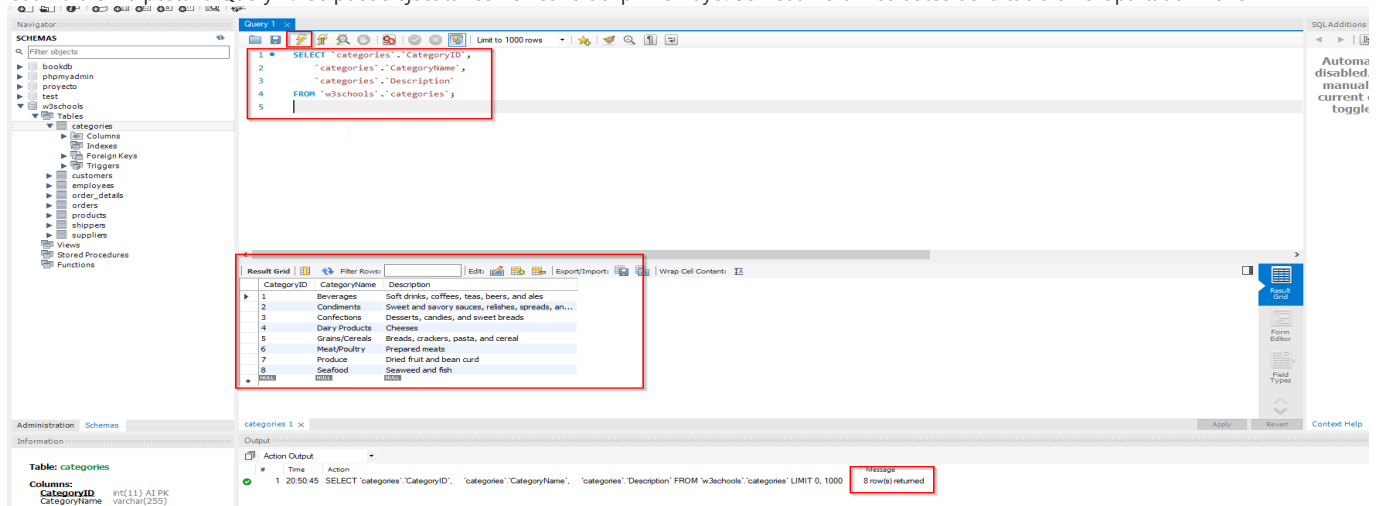 Navigator
SCHEMAS
Filter objects
bookdb
phpmyadmin
proyecto
test
w3schools
Tables
categories
Columns
Indexes
Foreign Keys
Triggers
customers
employees
order_details
orders
products
shippers
suppliers
Views
Stored Procedures
Functions
Administration Schemas
Information
Table: categories
Columns:
CategoryID int(11) AI PK
CategoryName varchar(255)
Query 1
Limit to 1000 rows
1 SELECT `categories`.`CategoryID`,
2 `categories`.`CategoryName`,
3 `categories`.`Description`
4 FROM `w3schools`.`categories`;
5
Result Grid Filter Rows: Edit: Export/Import: Wrap Cell Content:
CategoryID CategoryName Description
1 Beverages Soft drinks, coffees, teas, beers, and ales
2 Condiments Sweet and savory sauces, relishes, spreads, an...
3 Confections Desserts, candies, and sweet breads
4 Dairy Products Cheeses
5 Grains/Cereals Breads, crackers, pasta, and cereal
6 Meat/Poultry Prepared meats
7 Produce Dried fruit and bean curd
8 Seafood Seaweed and fish
NULL NULL NULL
Result
Grid
Form
Editor
Field
Types
categories 1
Apply Revert
Output
Action Output
# Time Action Message
1 20:50:45 SELECT `categories`.`CategoryID`, `categories`.`CategoryName`, `categories`.`Description` FROM `w3schools`.`categories` LIMIT 0, 1000 8 row(s) returned
SQLAdditions
Automa
disabled.
manual
current
toggle
Context Help